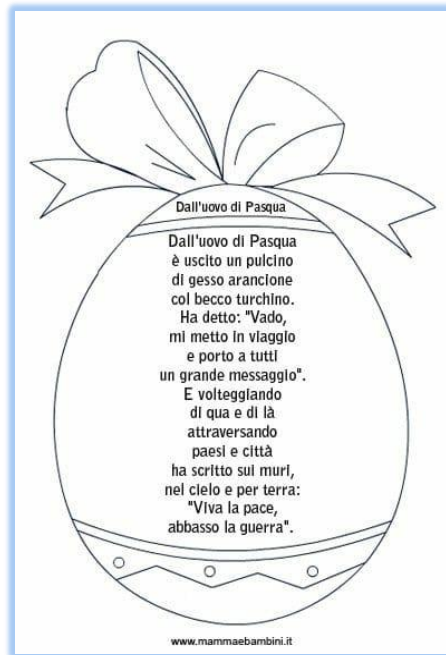 Dall'uovo di Pasqua
Dall'uovo di Pasqua
è uscito un pulcino
di gesso arancione
col becco turchino.
Ha detto: "Vado,
mi metto in viaggio
e porto a tutti
un grande messaggio".
E volteggiando
di qua e di là
attraversando
paesi e città
ha scritto sui muri,
nel cielo e per terra:
"Viva la pace,
abbasso la guerra".
www.mammaebambini.it